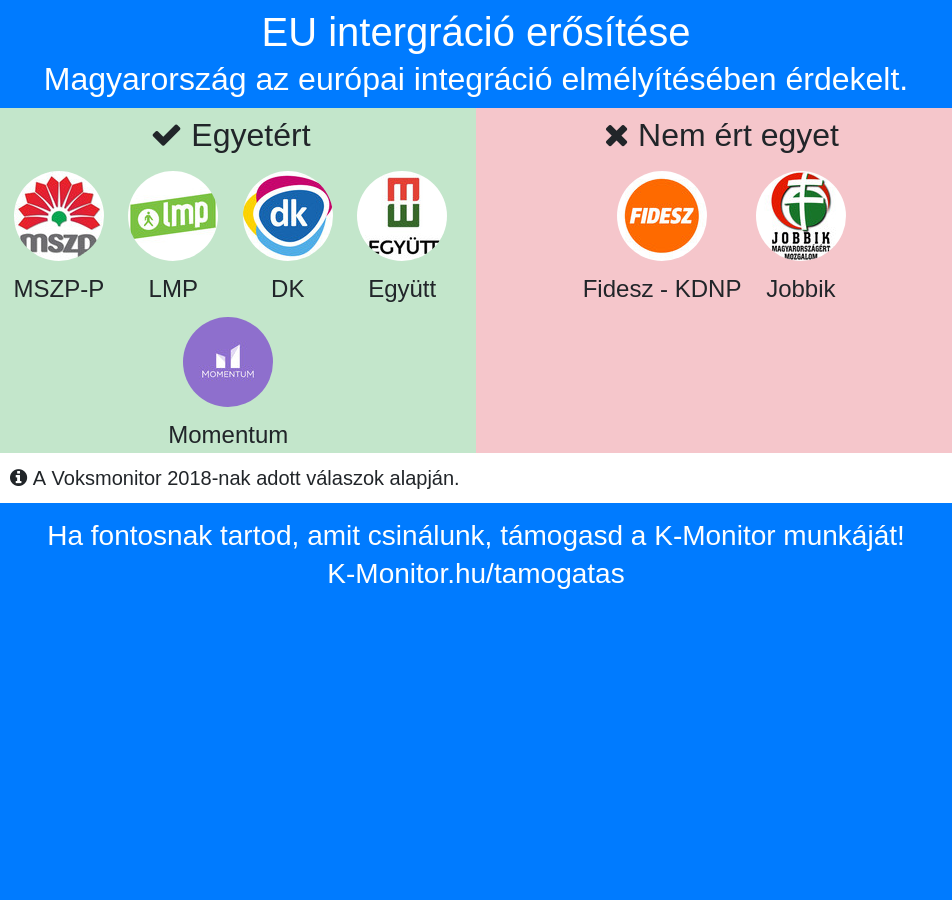 EU intergráció erősítése
Magyarország az európai integráció elmélyítésében érdekelt.
Egyetért
Nem ért egyet
mszp
lmp
dk
EGYÜTT
FIDESZ
JOBBIK
MAGYARORSZÁGÉRT
MOZGALOM
MSZP-P
LMP
DK
Együtt
Fidesz - KDNP
Jobbik
MOMENTUM
Momentum
A Voksmonitor 2018-nak adott válaszok alapján.
Ha fontosnak tartod, amit csinálunk, támogasd a K-Monitor munkáját!
K-Monitor.hu/tamogatas